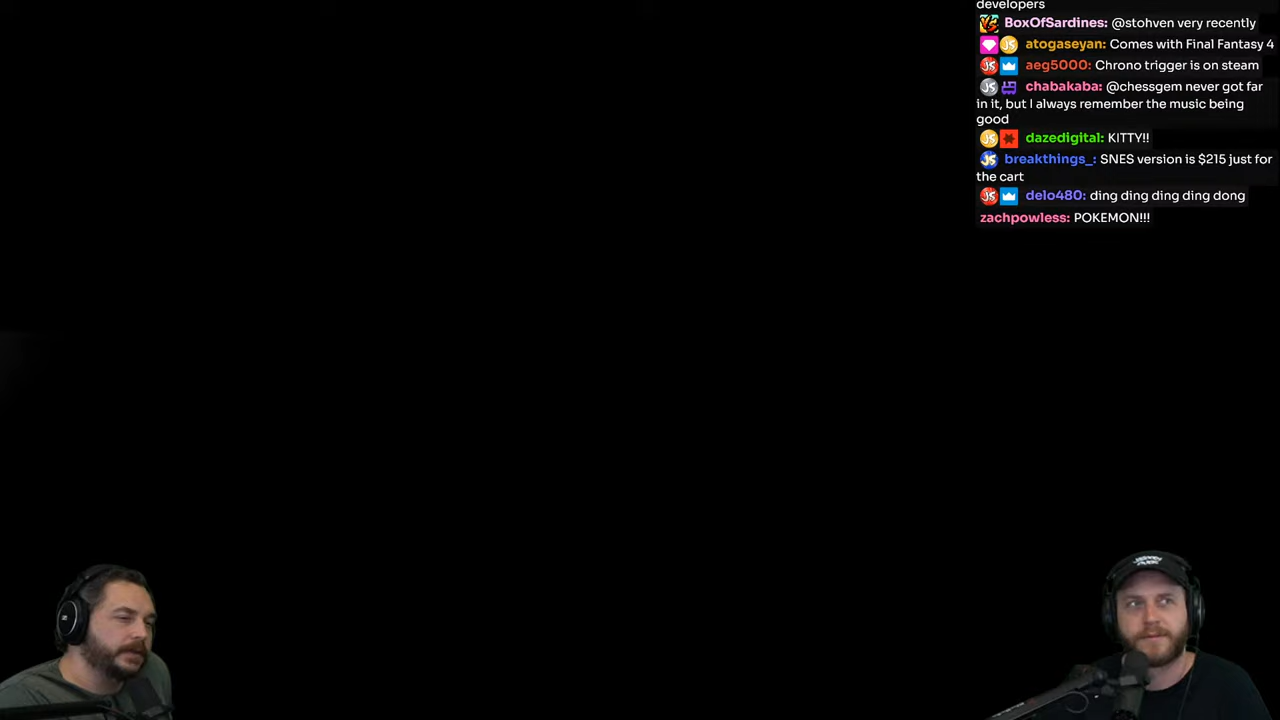 developers
BoxOfSardines: @stohven very recently
atogaseyan: Comes with Final Fantasy 4
aeg5000: Chrono trigger is on steam
chabakaba: @chessgem never got far
in it, but I always remember the music being
good
dazedigital: KITTY!!
breakthings_: SNES version is $215 just for
the cart
delo480: ding ding ding ding dong
zachpowless: POKEMON!!!